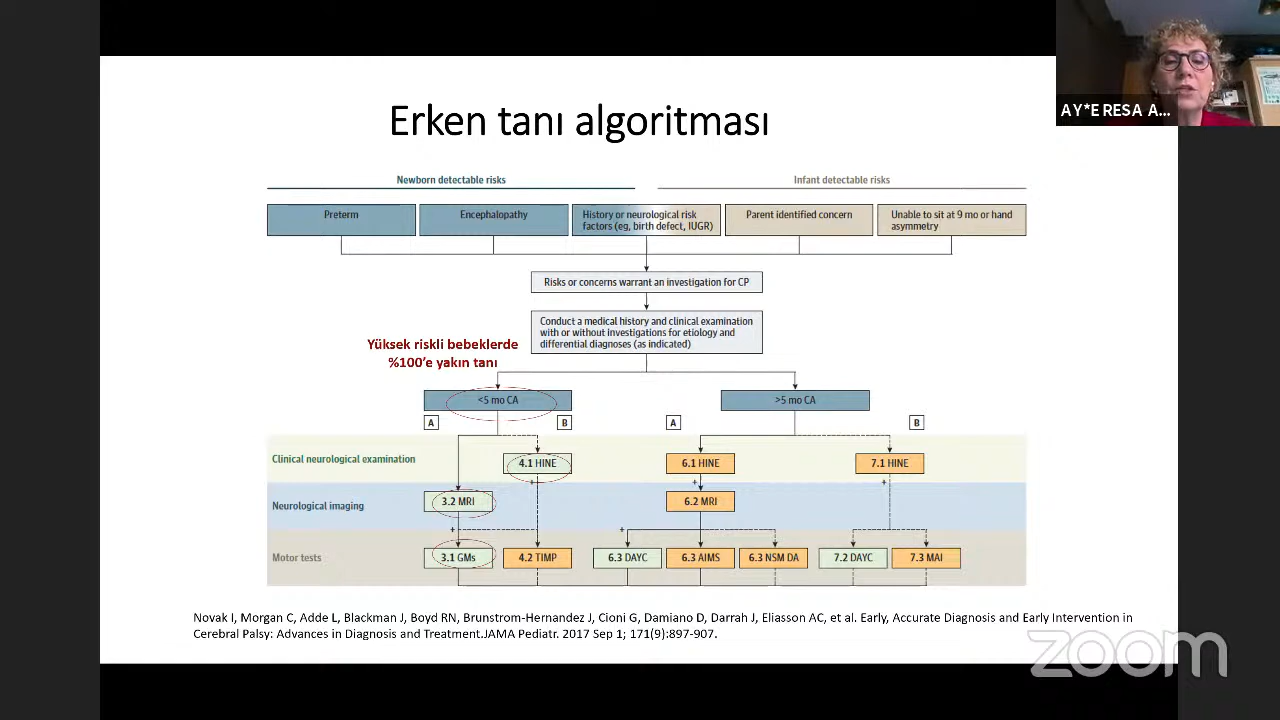 AY*E RESA A...
Erken tanı algoritması
Newborn detectable risks
Infant detectable risks
Preterm
Encephalopathy
History or neurological risk
factors (eg, birth defect, IUGR)
Parent identified concern
Unable to sit at 9 mo or hand
asymmetry
Risks or concerns warrant an investigation for CP
Conduct a medical history and clinical examination
with or without investigations for etiology and
differential diagnoses (as indicated)
Yüksek riskli bebeklerde
%100'e yakın tanı
<5 mo CA
>5 mo CA
A
B
A
B
Clinical neurological examination
4.1 HINE
6.1 HINE
7.1 HINE
+
+
+
Neurological imaging
3.2 MRI
6.2 MRI
+
+
Motor tests
3.1 GMs
4.2 TIMP
6.3 DAYC
6.3 AIMS
6.3 NSM DA
7.2 DAYC
7.3 MAI
Novak I, Morgan C, Adde L, Blackman J, Boyd RN, Brunstrom-Hernandez J, Cioni G, Damiano D, Darrah J, Eliasson AC, et al. Early, Accurate Diagnosis and Early Intervention in
Cerebral Palsy: Advances in Diagnosis and Treatment.JAMA Pediatr. 2017 Sep 1; 171(9):897-907.
zoom